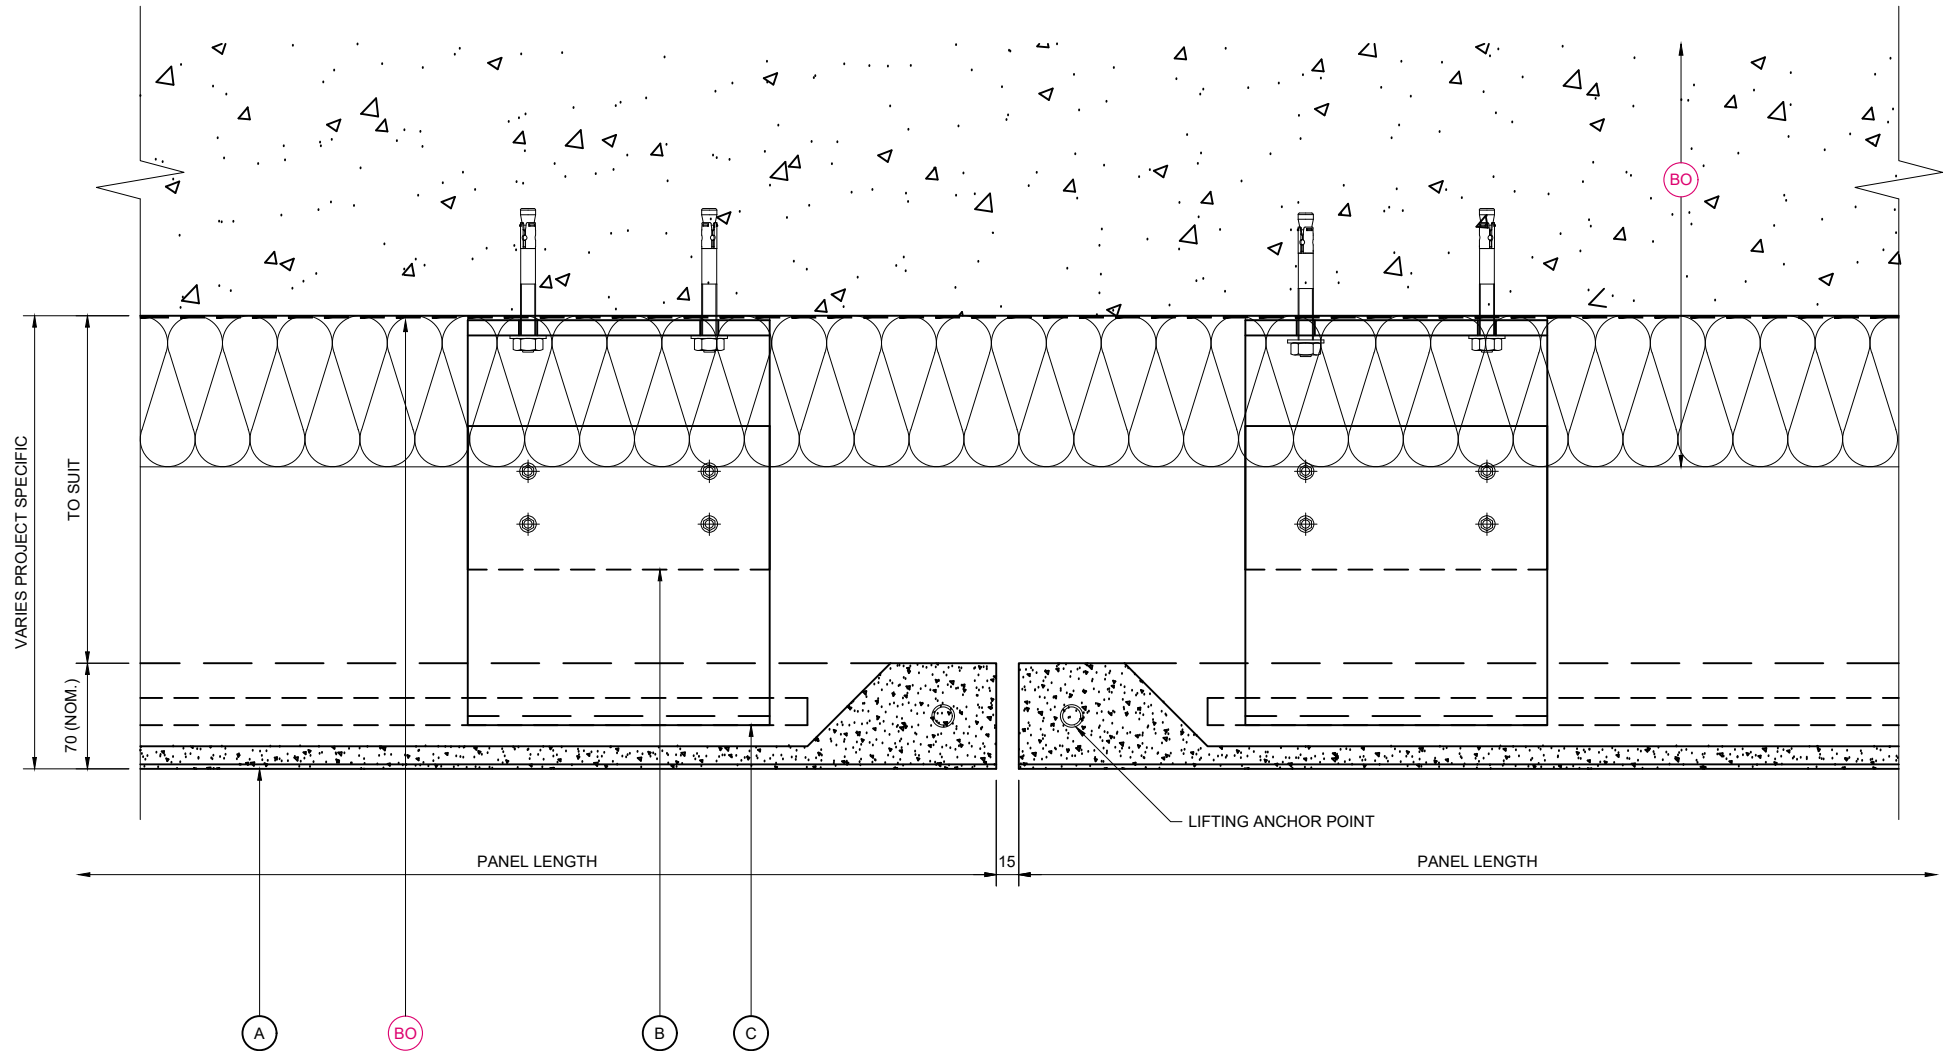 BO
VARIES PROJECT SPECIFIC
TO SUIT
70 (NOM.)
LIFTING ANCHOR POINT
PANEL LENGTH
15
PANEL LENGTH
A
BO
B
C